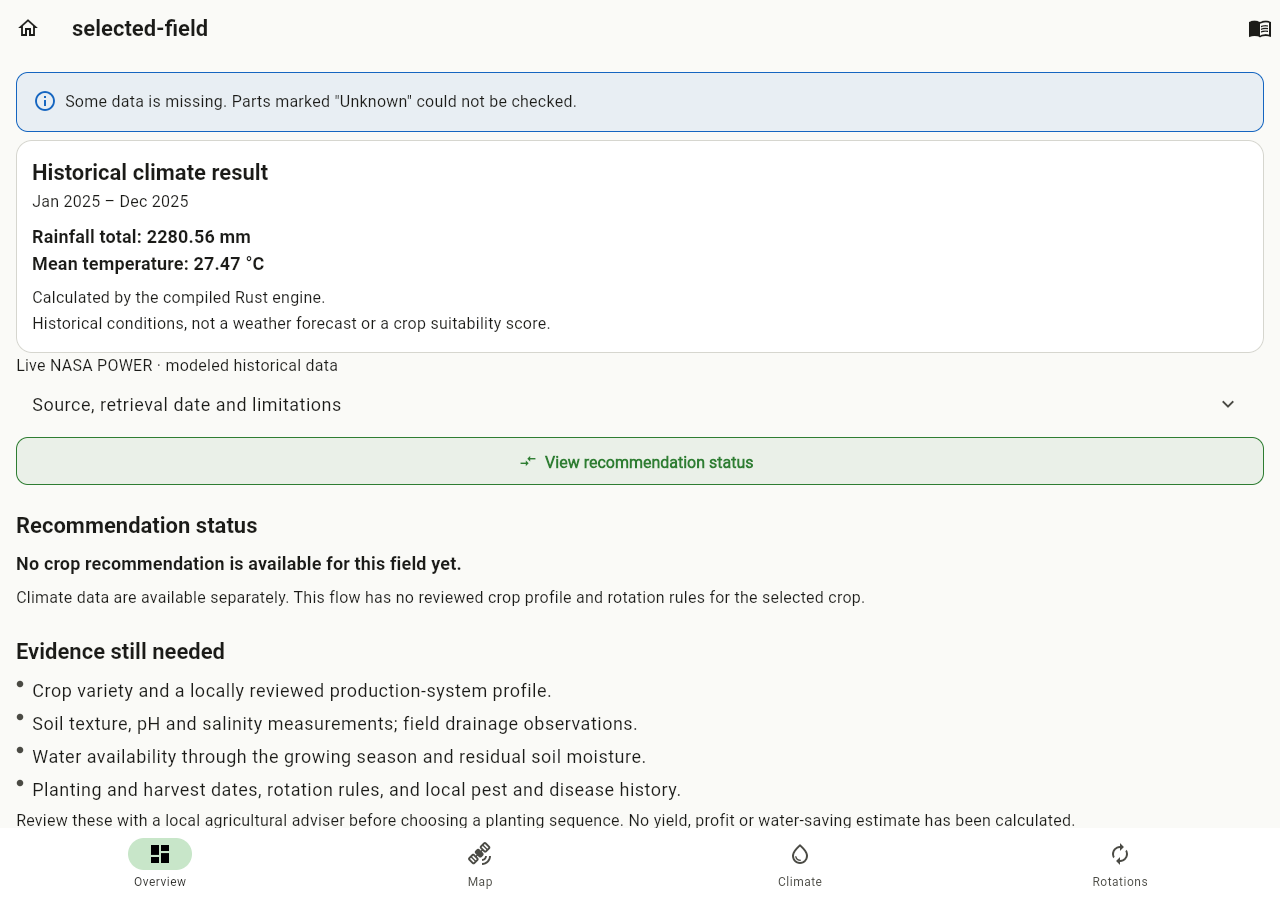 selected-field
Some data is missing. Parts marked "Unknown" could not be checked.
Historical climate result
Jan 2025 – Dec 2025
Rainfall total: 2280.56 mm
Mean temperature: 27.47 °C
Calculated by the compiled Rust engine.
Historical conditions, not a weather forecast or a crop suitability score.
Live NASA POWER · modeled historical data
Source, retrieval date and limitations
View recommendation status
Recommendation status
No crop recommendation is available for this field yet.
Climate data are available separately. This flow has no reviewed crop profile and rotation rules for the selected crop.
Evidence still needed
• Crop variety and a locally reviewed production-system profile.
• Soil texture, pH and salinity measurements; field drainage observations.
• Water availability through the growing season and residual soil moisture.
• Planting and harvest dates, rotation rules, and local pest and disease history.
Review these with a local agricultural adviser before choosing a planting sequence. No yield, profit or water-saving estimate has been calculated.
Overview
Map
Climate
Rotations